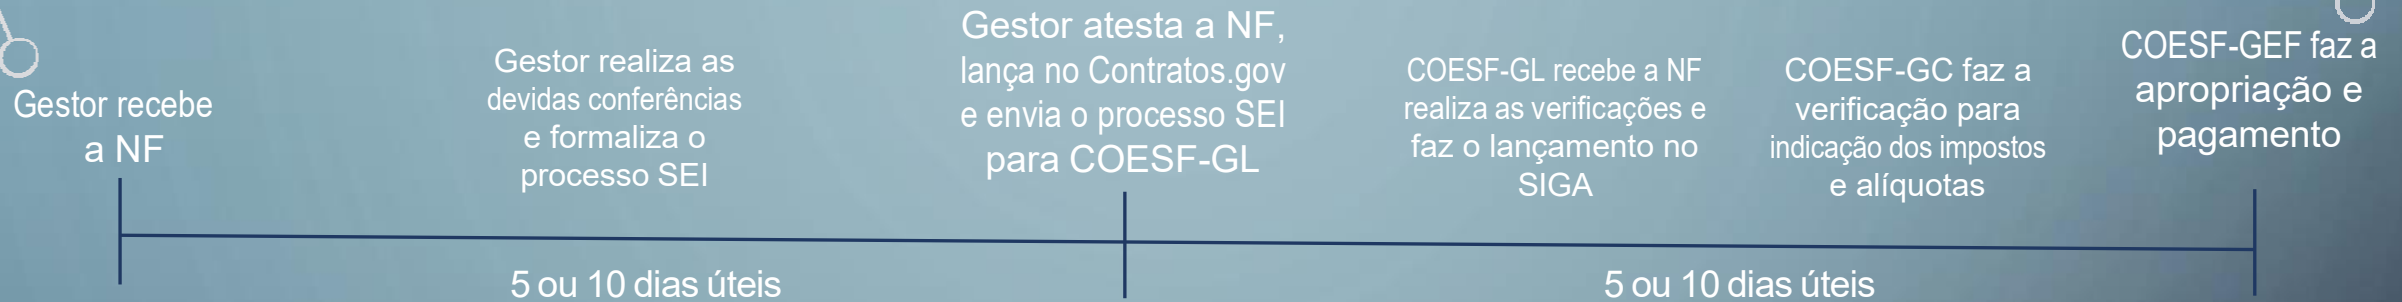 Gestor recebe
a NF
Gestor realiza as
devidas conferências
e formaliza o
processo SEI
Gestor atesta a NF,
lança no Contratos.gov
e envia o processo SEI
para COESF-GL
COESF-GL recebe a NF
realiza as verificações e
faz o lançamento no
SIGA
COESF-GC faz a
verificação para
indicação dos impostos
e alíquotas
COESF-GEF faz a
apropriação e
pagamento
5 ou 10 dias úteis
5 ou 10 dias úteis